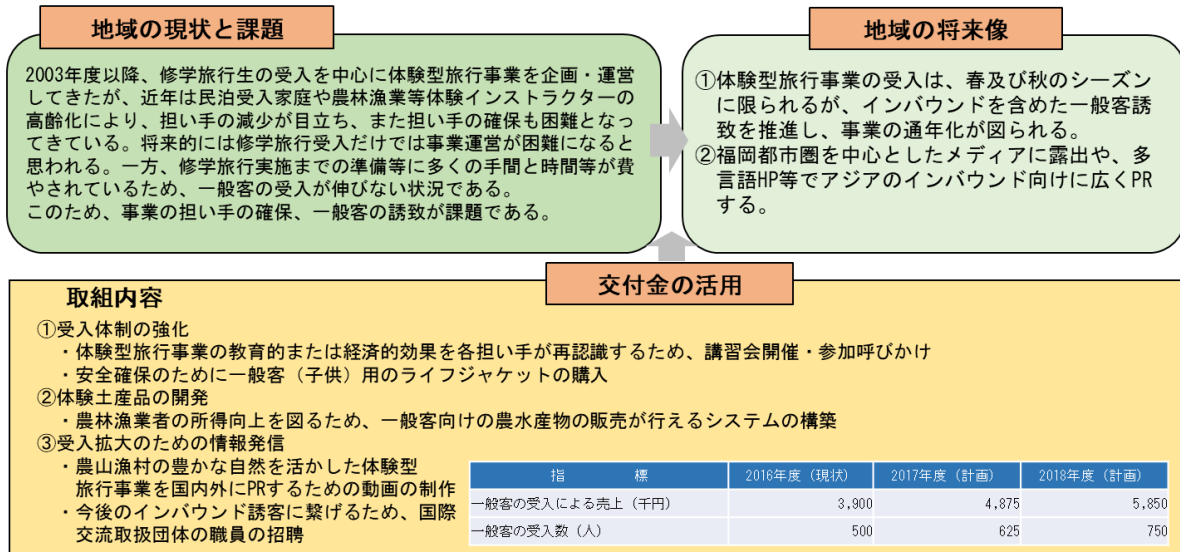 地域の現状と課題
2003年度以降、修学旅行生の受入を中心に体験型旅行事業を企画・運営
してきたが、近年は民泊受入家庭や農林漁業等体験インストラクターの
高齢化により、担い手の減少が目立ち、また担い手の確保も困難となっ
てきている。将来的には修学旅行受入だけでは事業運営が困難になると
思われる。一方、修学旅行実施までの準備等に多くの手間と時間等が費
やされているため、一般客の受入が伸びない状況である。
このため、事業の担い手の確保、一般客の誘致が課題である。
地域の将来像
①体験型旅行事業の受入は、春及び秋のシーズン
に限られるが、インバウンドを含めた一般客誘
致を推進し、事業の通年化が図られる。
②福岡都市圏を中心としたメディアに露出や、多
言語HP等でアジアのインバウンド向けに広くPR
する。
交付金の活用
取組内容
①受入体制の強化
・体験型旅行事業の教育的または経済的効果を各担い手が再認識するため、講習会開催・参加呼びかけ
・安全確保のために一般客（子供）用のライフジャケットの購入
②体験土産品の開発
・農林漁業者の所得向上を図るため、一般客向けの農水産物の販売が行えるシステムの構築
③受入拡大のための情報発信
・農山漁村の豊かな自然を活かした体験型
旅行事業を国内外にPRするための動画の制作
・今後のインバウンド誘客に繋げるため、国際
交流取扱団体の職員の招聘
指　標 2016年度（現状） 2017年度（計画） 2018年度（計画）
一般客の受入による売上（千円） 3,900 4,875 5,850
一般客の受入数（人） 500 625 750